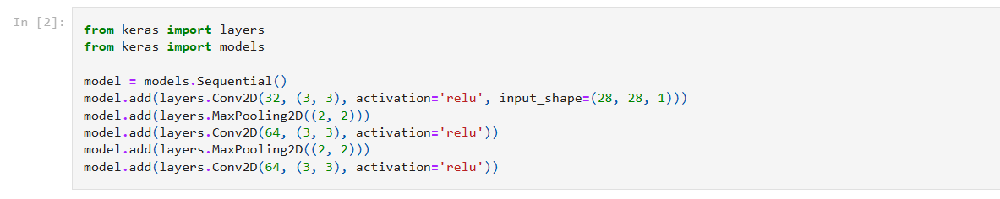 In [2]:
from keras import layers
from keras import models
model = models.Sequential()
model.add(layers.Conv2D(32, (3, 3), activation='relu', input_shape=(28, 28, 1)))
model.add(layers.MaxPooling2D((2, 2)))
model.add(layers.Conv2D(64, (3, 3), activation='relu'))
model.add(layers.MaxPooling2D((2, 2)))
model.add(layers.Conv2D(64, (3, 3), activation='relu'))